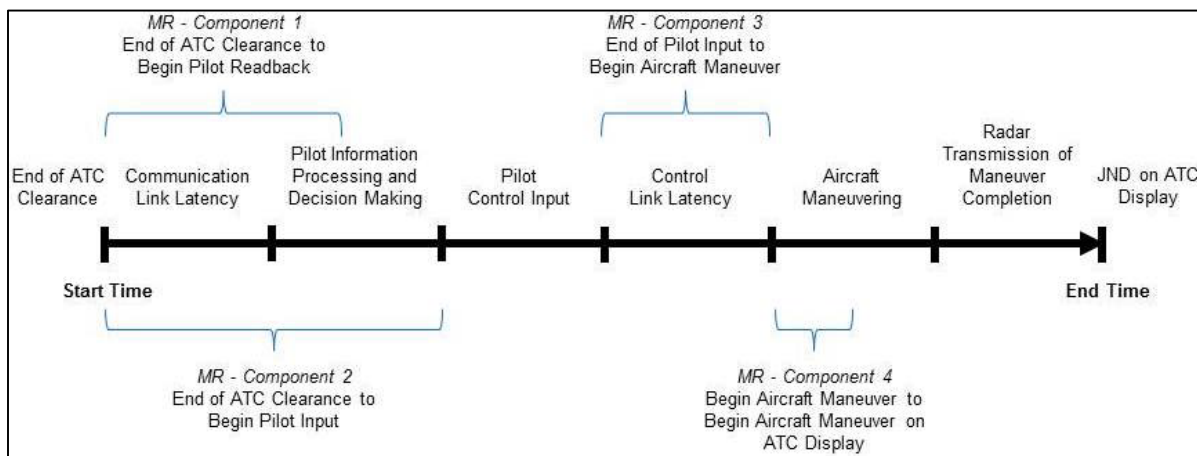 MR - Component 1
End of ATC Clearance to
Begin Pilot Readback
MR - Component 3
End of Pilot Input to
Begin Aircraft Maneuver
End of ATC
Clearance
Communication
Link Latency
Pilot Information
Processing and
Decision Making
Pilot
Control Input
Control
Link Latency
Aircraft
Maneuvering
Radar
Transmission of
Maneuver
Completion
JND on ATC
Display
Start Time
End Time
MR - Component 2
End of ATC Clearance to
Begin Pilot Input
MR - Component 4
Begin Aircraft Maneuver to
Begin Aircraft Maneuver on
ATC Display